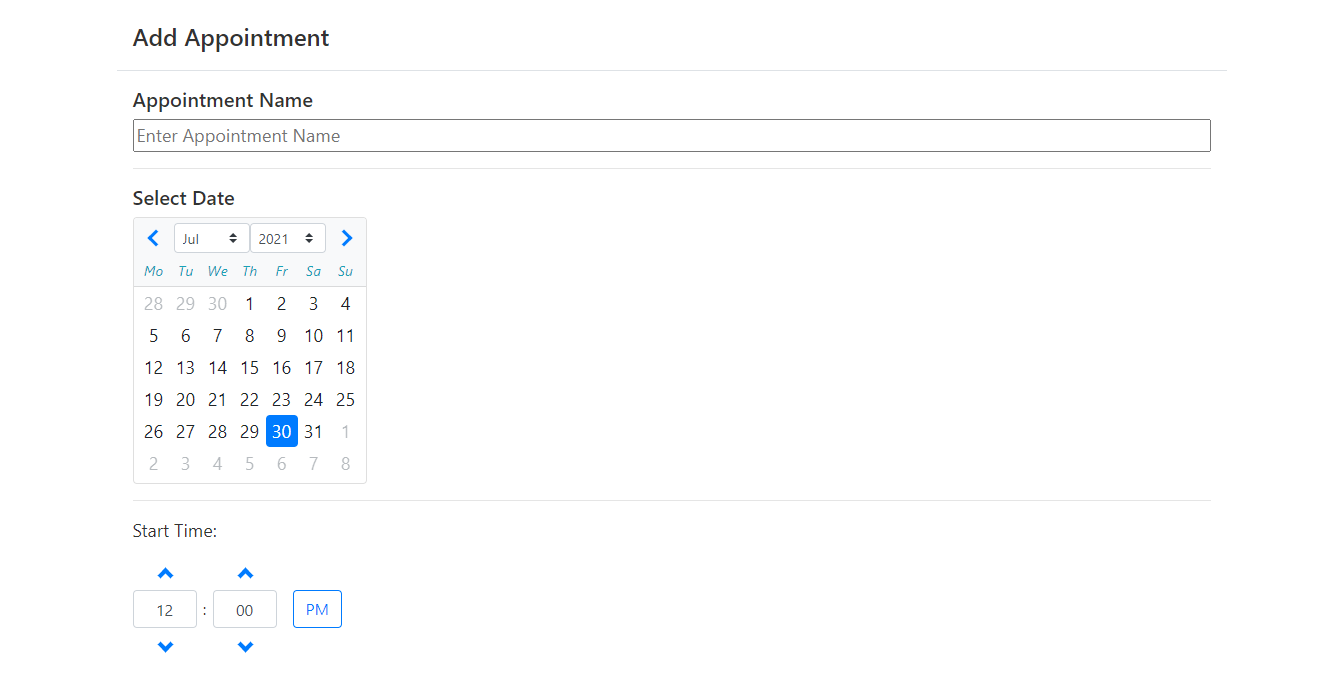 Add Appointment
Appointment Name
Enter Appointment Name
Select Date
Jul 2021
Mo Tu We Th Fr Sa Su
28 29 30 1 2 3 4
5 6 7 8 9 10 11
12 13 14 15 16 17 18
19 20 21 22 23 24 25
26 27 28 29 30 31 1
2 3 4 5 6 7 8
Start Time:
12 : 00 PM